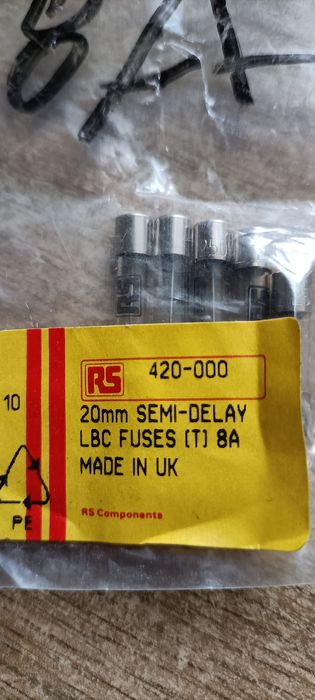 8A
RS 420-000
10
20mm SEMI-DELAY
LBC FUSES (T) 8A
MADE IN UK
PE
RS Components